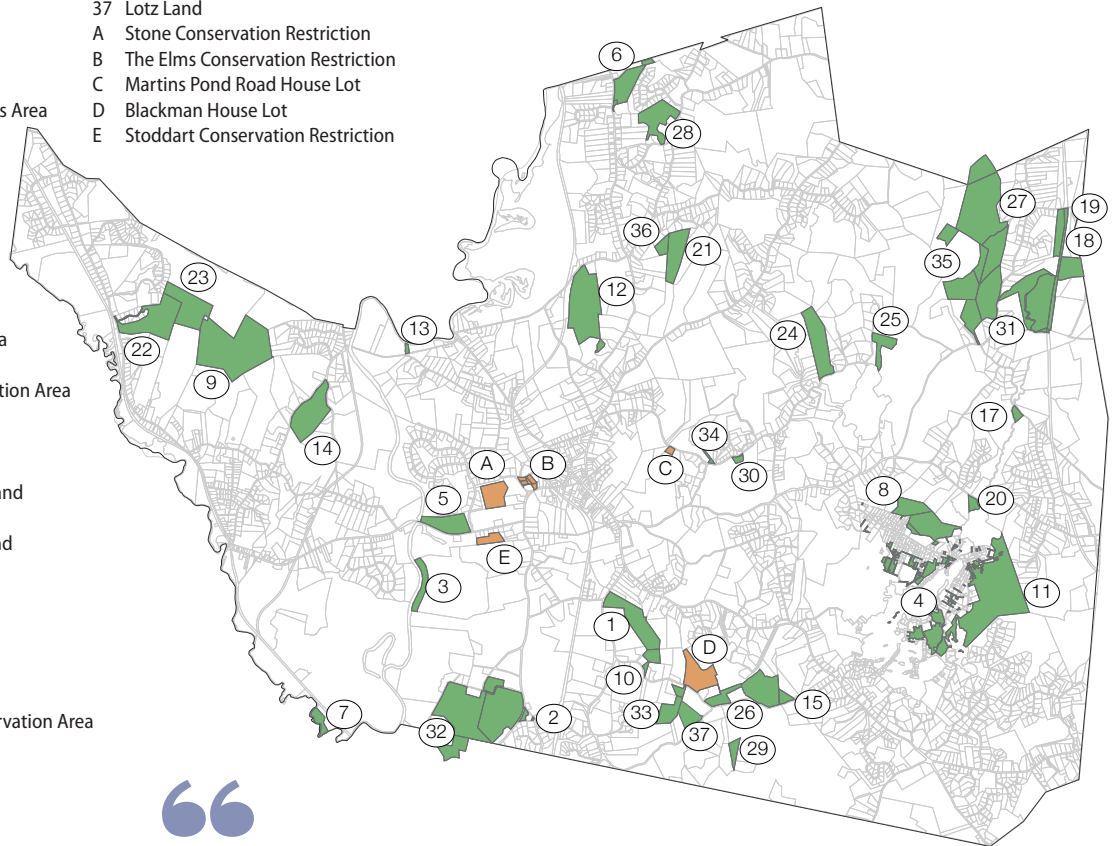 37 Lotz Land
A Stone Conservation Restriction
B The Elms Conservation Restriction
C Martins Pond Road House Lot
s Area
D Blackman House Lot
E Stoddart Conservation Restriction
a
tion Area
and
nd
rvation Area
6
28
27
19
18
36
21
35
23
12
31
13
24
25
22
9
17
14
34
C
30
A
B
8
20
5
E
3
11
4
1
D
10
15
7
2
33
26
32
37
29
“